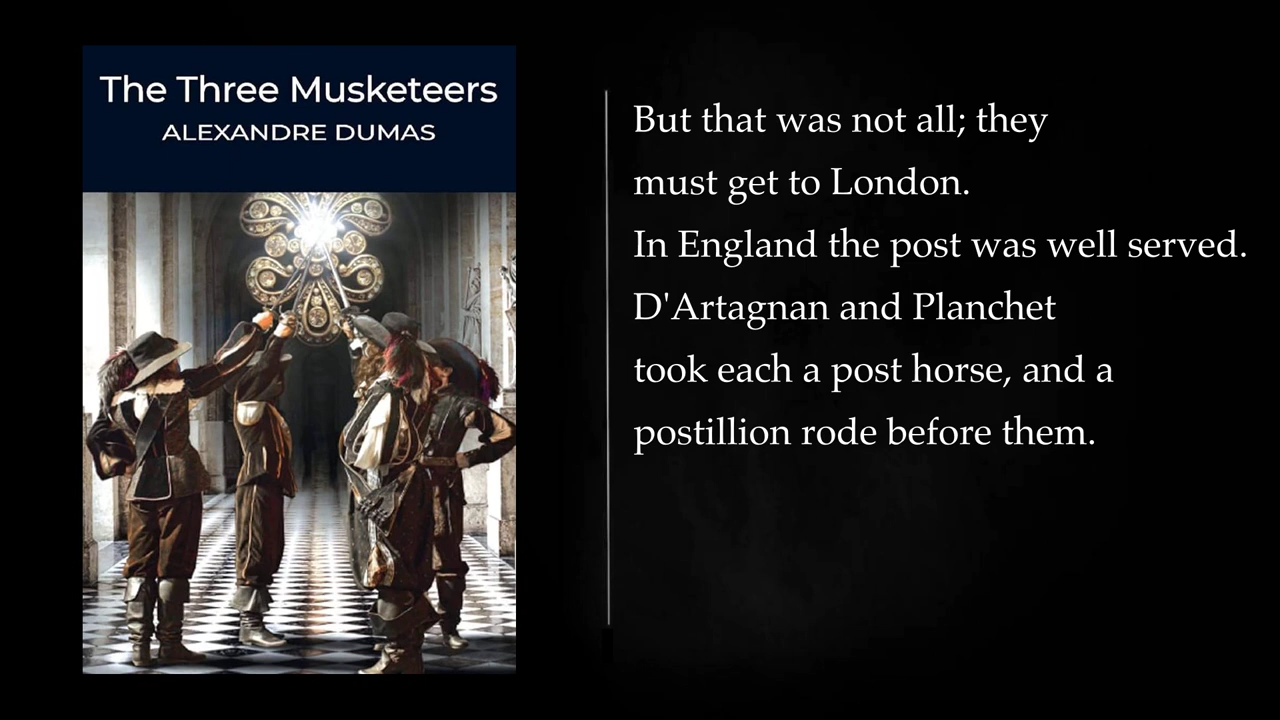 The Three Musketeers
ALEXANDRE DUMAS
But that was not all; they
must get to London.
In England the post was well served.
D'Artagnan and Planchet
took each a post horse, and a
postillion rode before them.